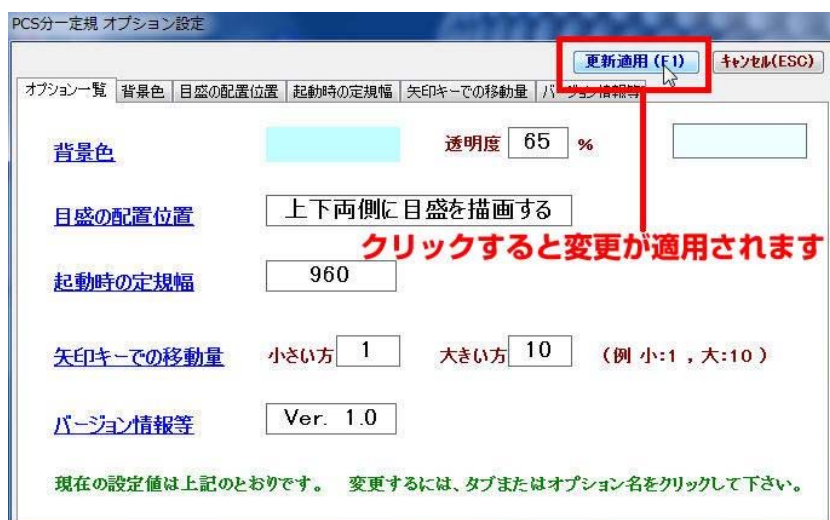 PCS分一定規 オプション設定
更新適用 (F1) ｷｬﾝｾﾙ(ESC)
オプション一覧 背景色 目盛の配置位置 起動時の定規幅 矢印キーでの移動量 バージョン情報等
背景色 透明度 65 %
目盛の配置位置 上下両側に目盛を描画する
クリックすると変更が適用されます
起動時の定規幅 960
矢印キーでの移動量 小さい方 1 大きい方 10 (例 小:1 , 大:10 )
バージョン情報等 Ver. 1.0
現在の設定値は上記のとおりです。 変更するには、タブまたはオプション名をクリックして下さい。